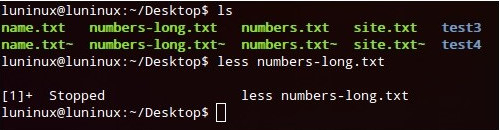 luninux@luninux:~/Desktop$ ls
name.txt numbers-long.txt numbers.txt site.txt test3
name.txt~ numbers-long.txt~ numbers.txt~ site.txt~ test4
luninux@luninux:~/Desktop$ less numbers-long.txt
[1]+ Stopped less numbers-long.txt
luninux@luninux:~/Desktop$